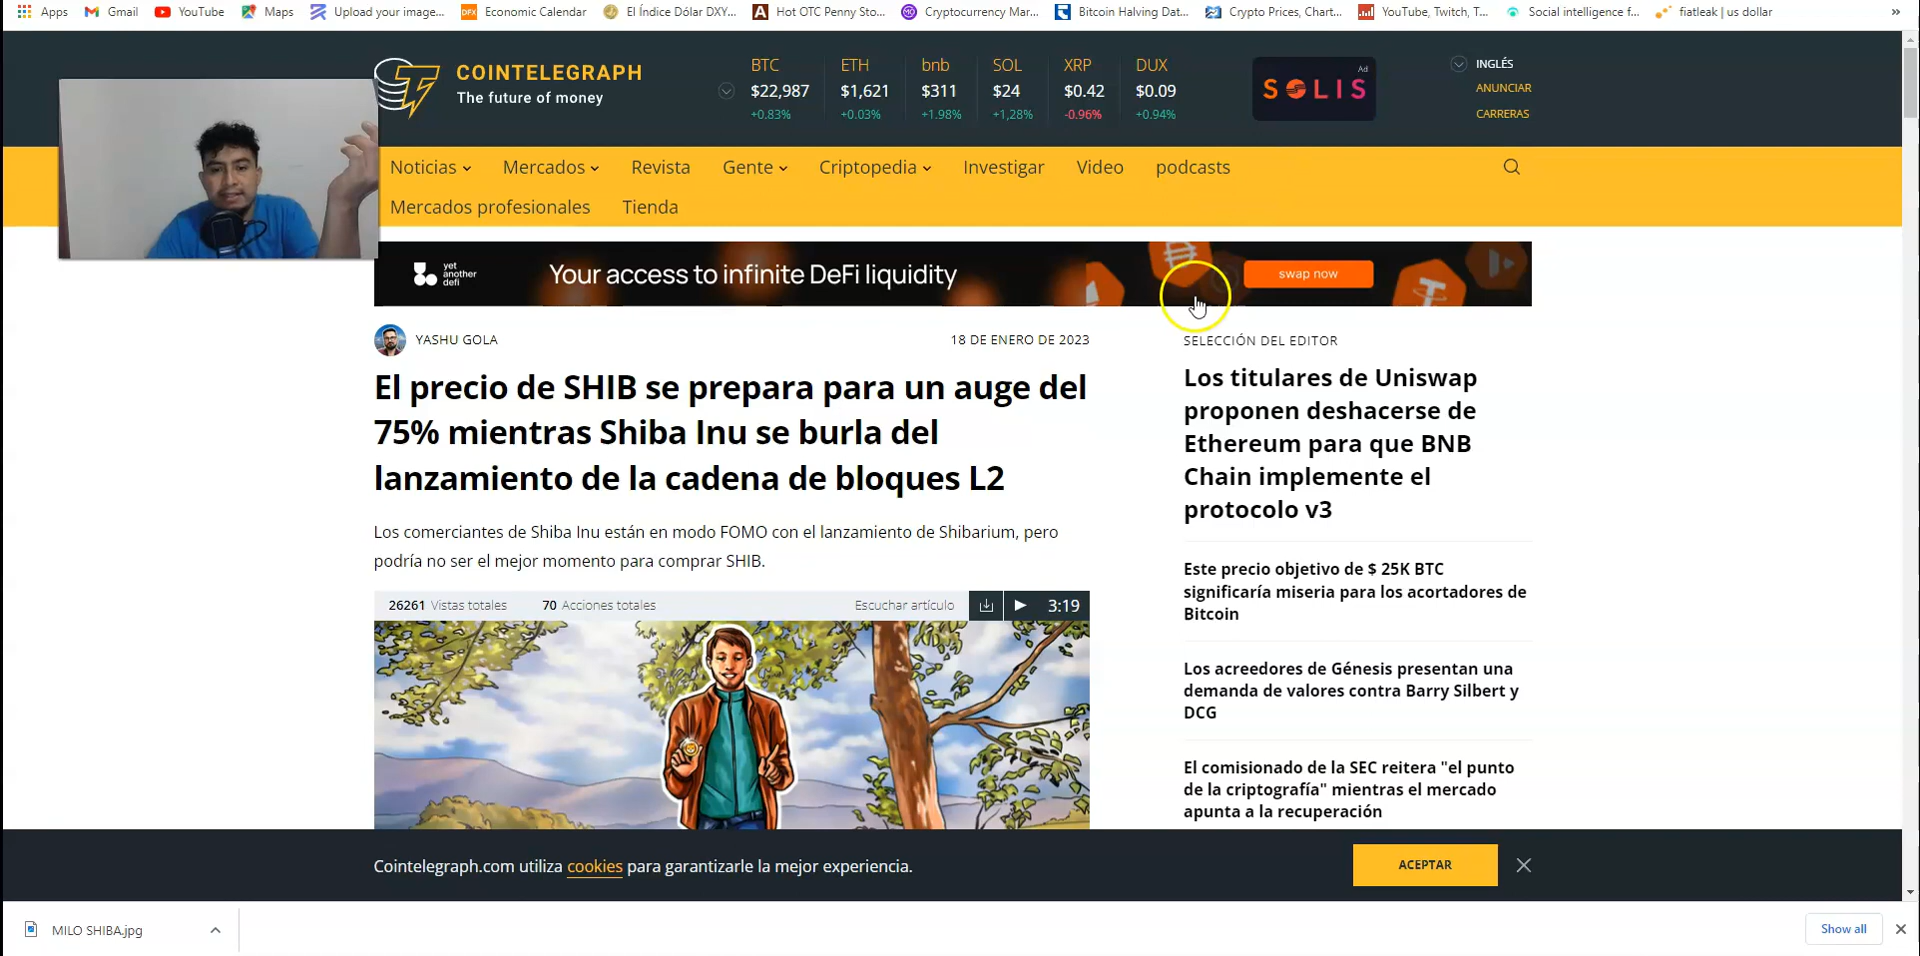 Apps Gmail YouTube Maps Upload your image... Economic Calendar El Índice Dólar DXY... Hot OTC Penny Sto... Cryptocurrency Mar... Bitcoin Halving Dat... Crypto Prices, Chart... YouTube, Twitch, T... Social intelligence f... fiatleak | us dollar »
COINTELEGRAPH
The future of money
BTC ETH bnb SOL XRP DUX
$22,987 $1,621 $311 $24 $0.42 $0.09
+0.83% +0.03% +1.98% +1,28% -0.96% +0.94%
Ad
SOLIS
INGLÉS
ANUNCIAR
CARRERAS
Noticias Mercados Revista Gente Criptopedia Investigar Video podcasts
Mercados profesionales Tienda
yet
another
defi
Your access to infinite DeFi liquidity
swap now
YASHU GOLA 18 DE ENERO DE 2023
El precio de SHIB se prepara para un auge del
75% mientras Shiba Inu se burla del
lanzamiento de la cadena de bloques L2
Los comerciantes de Shiba Inu están en modo FOMO con el lanzamiento de Shibarium, pero
podría no ser el mejor momento para comprar SHIB.
26261 Vistas totales 70 Acciones totales Escuchar artículo 3:19
SELECCIÓN DEL EDITOR
Los titulares de Uniswap
proponen deshacerse de
Ethereum para que BNB
Chain implemente el
protocolo v3
Este precio objetivo de $ 25K BTC
significaría miseria para los acortadores de
Bitcoin
Los acreedores de Génesis presentan una
demanda de valores contra Barry Silbert y
DCG
El comisionado de la SEC reitera "el punto
de la criptografía" mientras el mercado
apunta a la recuperación
Cointelegraph.com utiliza cookies para garantizarle la mejor experiencia.
ACEPTAR
MILO SHIBA.jpg
Show all